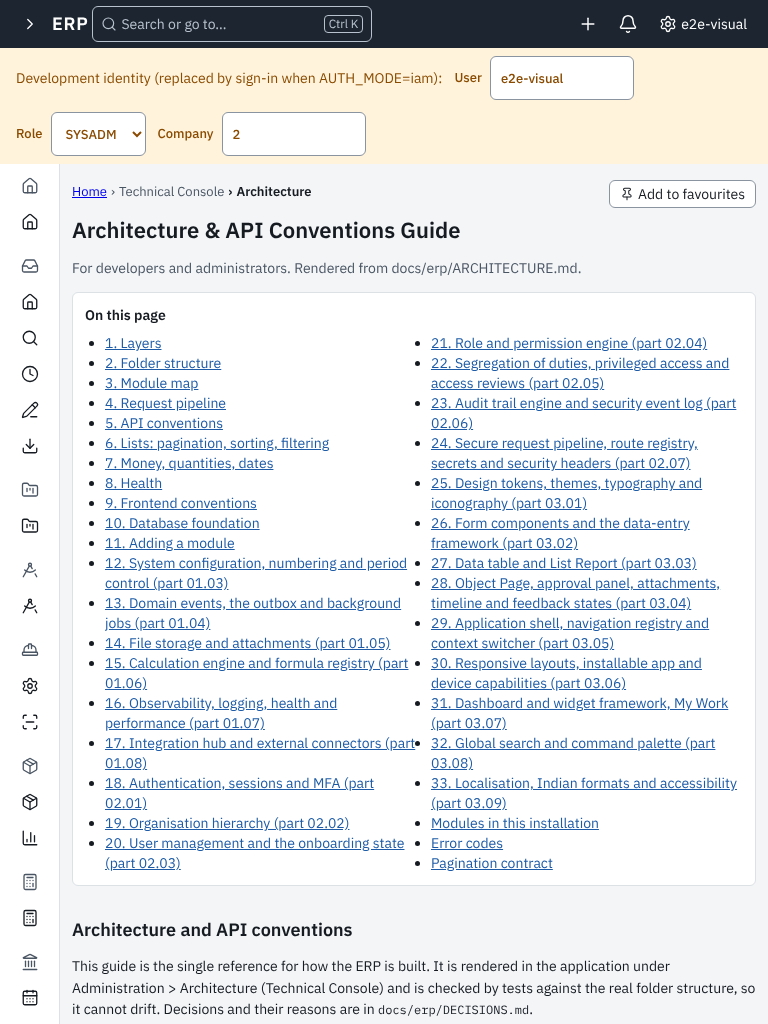 ERP
Search or go to...
Ctrl K
e2e-visual
Development identity (replaced by sign-in when AUTH_MODE=iam):
User
e2e-visual
Role
SYSADM
Company
2
Home › Technical Console › Architecture
Add to favourites
Architecture & API Conventions Guide
For developers and administrators. Rendered from docs/erp/ARCHITECTURE.md.
On this page
1. Layers
2. Folder structure
3. Module map
4. Request pipeline
5. API conventions
6. Lists: pagination, sorting, filtering
7. Money, quantities, dates
8. Health
9. Frontend conventions
10. Database foundation
11. Adding a module
12. System configuration, numbering and period
control (part 01.03)
13. Domain events, the outbox and background
jobs (part 01.04)
14. File storage and attachments (part 01.05)
15. Calculation engine and formula registry (part
01.06)
16. Observability, logging, health and
performance (part 01.07)
17. Integration hub and external connectors (part
01.08)
18. Authentication, sessions and MFA (part
02.01)
19. Organisation hierarchy (part 02.02)
20. User management and the onboarding state
(part 02.03)
21. Role and permission engine (part 02.04)
22. Segregation of duties, privileged access and
access reviews (part 02.05)
23. Audit trail engine and security event log (part
02.06)
24. Secure request pipeline, route registry,
secrets and security headers (part 02.07)
25. Design tokens, themes, typography and
iconography (part 03.01)
26. Form components and the data-entry
framework (part 03.02)
27. Data table and List Report (part 03.03)
28. Object Page, approval panel, attachments,
timeline and feedback states (part 03.04)
29. Application shell, navigation registry and
context switcher (part 03.05)
30. Responsive layouts, installable app and
device capabilities (part 03.06)
31. Dashboard and widget framework, My Work
(part 03.07)
32. Global search and command palette (part
03.08)
33. Localisation, Indian formats and accessibility
(part 03.09)
Modules in this installation
Error codes
Pagination contract
Architecture and API conventions
This guide is the single reference for how the ERP is built. It is rendered in the application under
Administration > Architecture (Technical Console) and is checked by tests against the real folder structure, so
it cannot drift. Decisions and their reasons are in docs/erp/DECISIONS.md.